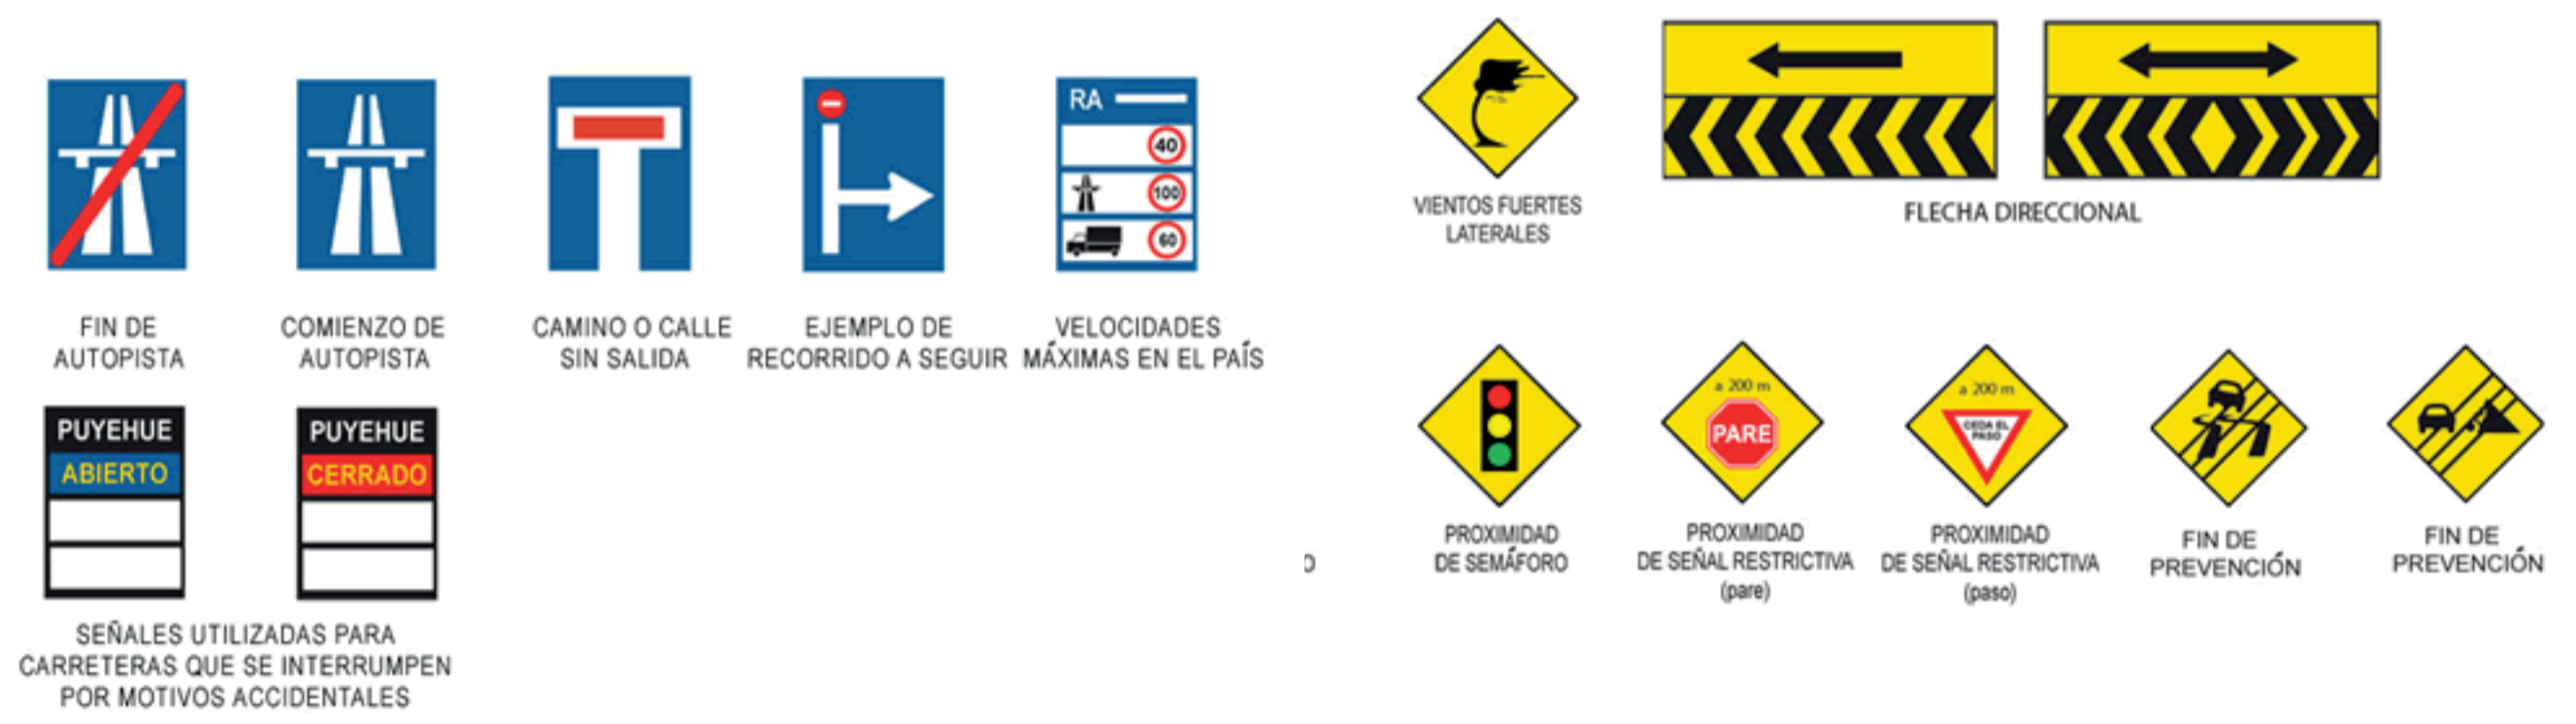 RA
40
100
60
FIN DE
AUTOPISTA
COMIENZO DE
AUTOPISTA
CAMINO O CALLE
SIN SALIDA
EJEMPLO DE
RECORRIDO A SEGUIR
VELOCIDADES
MÁXIMAS EN EL PAÍS
PUYEHUE
ABIERTO
PUYEHUE
CERRADO
SEÑALES UTILIZADAS PARA
CARRETERAS QUE SE INTERRUMPEN
POR MOTIVOS ACCIDENTALES
VIENTOS FUERTES
LATERALES
FLECHA DIRECCIONAL
O
PROXIMIDAD
DE SEMÁFORO
a 200 m
PARE
PROXIMIDAD
DE SEÑAL RESTRICTIVA
(pare)
a 200 m
CEDA EL
PASO
PROXIMIDAD
DE SEÑAL RESTRICTIVA
(paso)
FIN DE
PREVENCIÓN
FIN DE
PREVENCIÓN